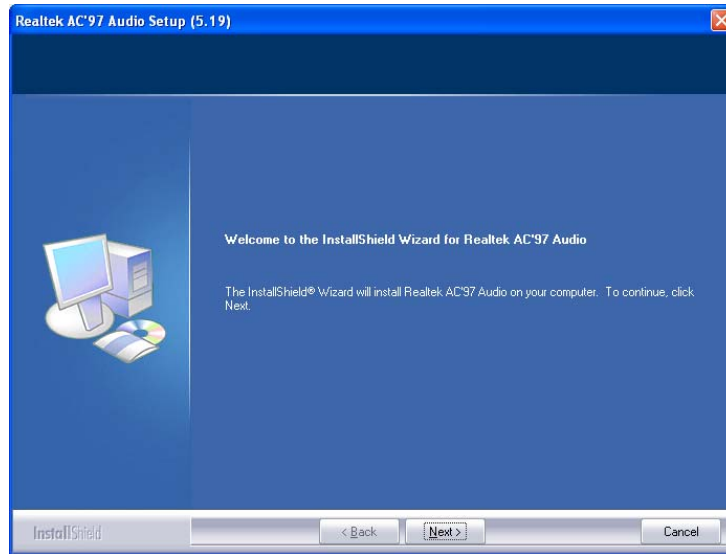 Realtek AC'97 Audio Setup (5.19)
Welcome to the InstallShield Wizard for Realtek AC'97 Audio
The InstallShield® Wizard will install Realtek AC'97 Audio on your computer. To continue, click
Next.
InstallShield
< Back
Next >
Cancel